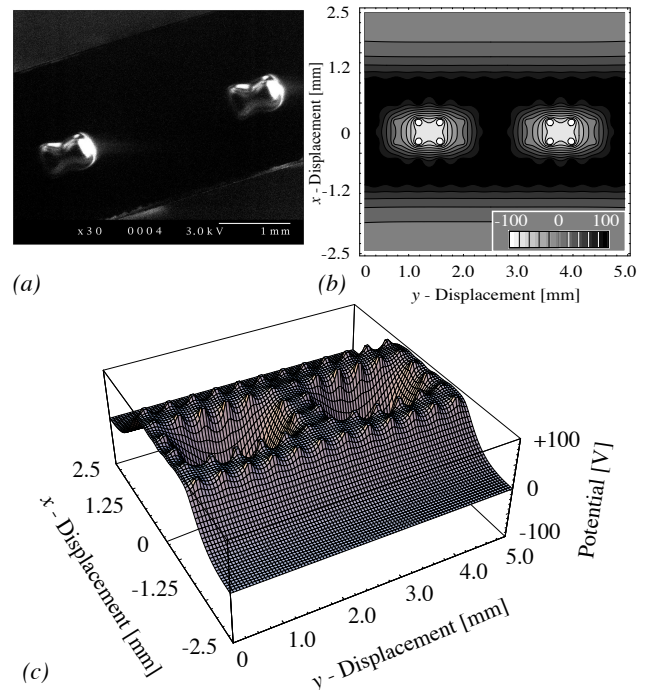 x30 0004 3.0kV 1mm
(a)
2.5
1.2
0
-1.2
-2.5
x - Displacement [mm]
-100 0 100
0 1.0 2.0 3.0 4.0 5.0
y - Displacement [mm]
(b)
+100
0
-100
Potential [V]
2.5
1.25
0
-1.25
-2.5
x - Displacement [mm]
0 1.0 2.0 3.0 4.0 5.0
y - Displacement [mm]
(c)